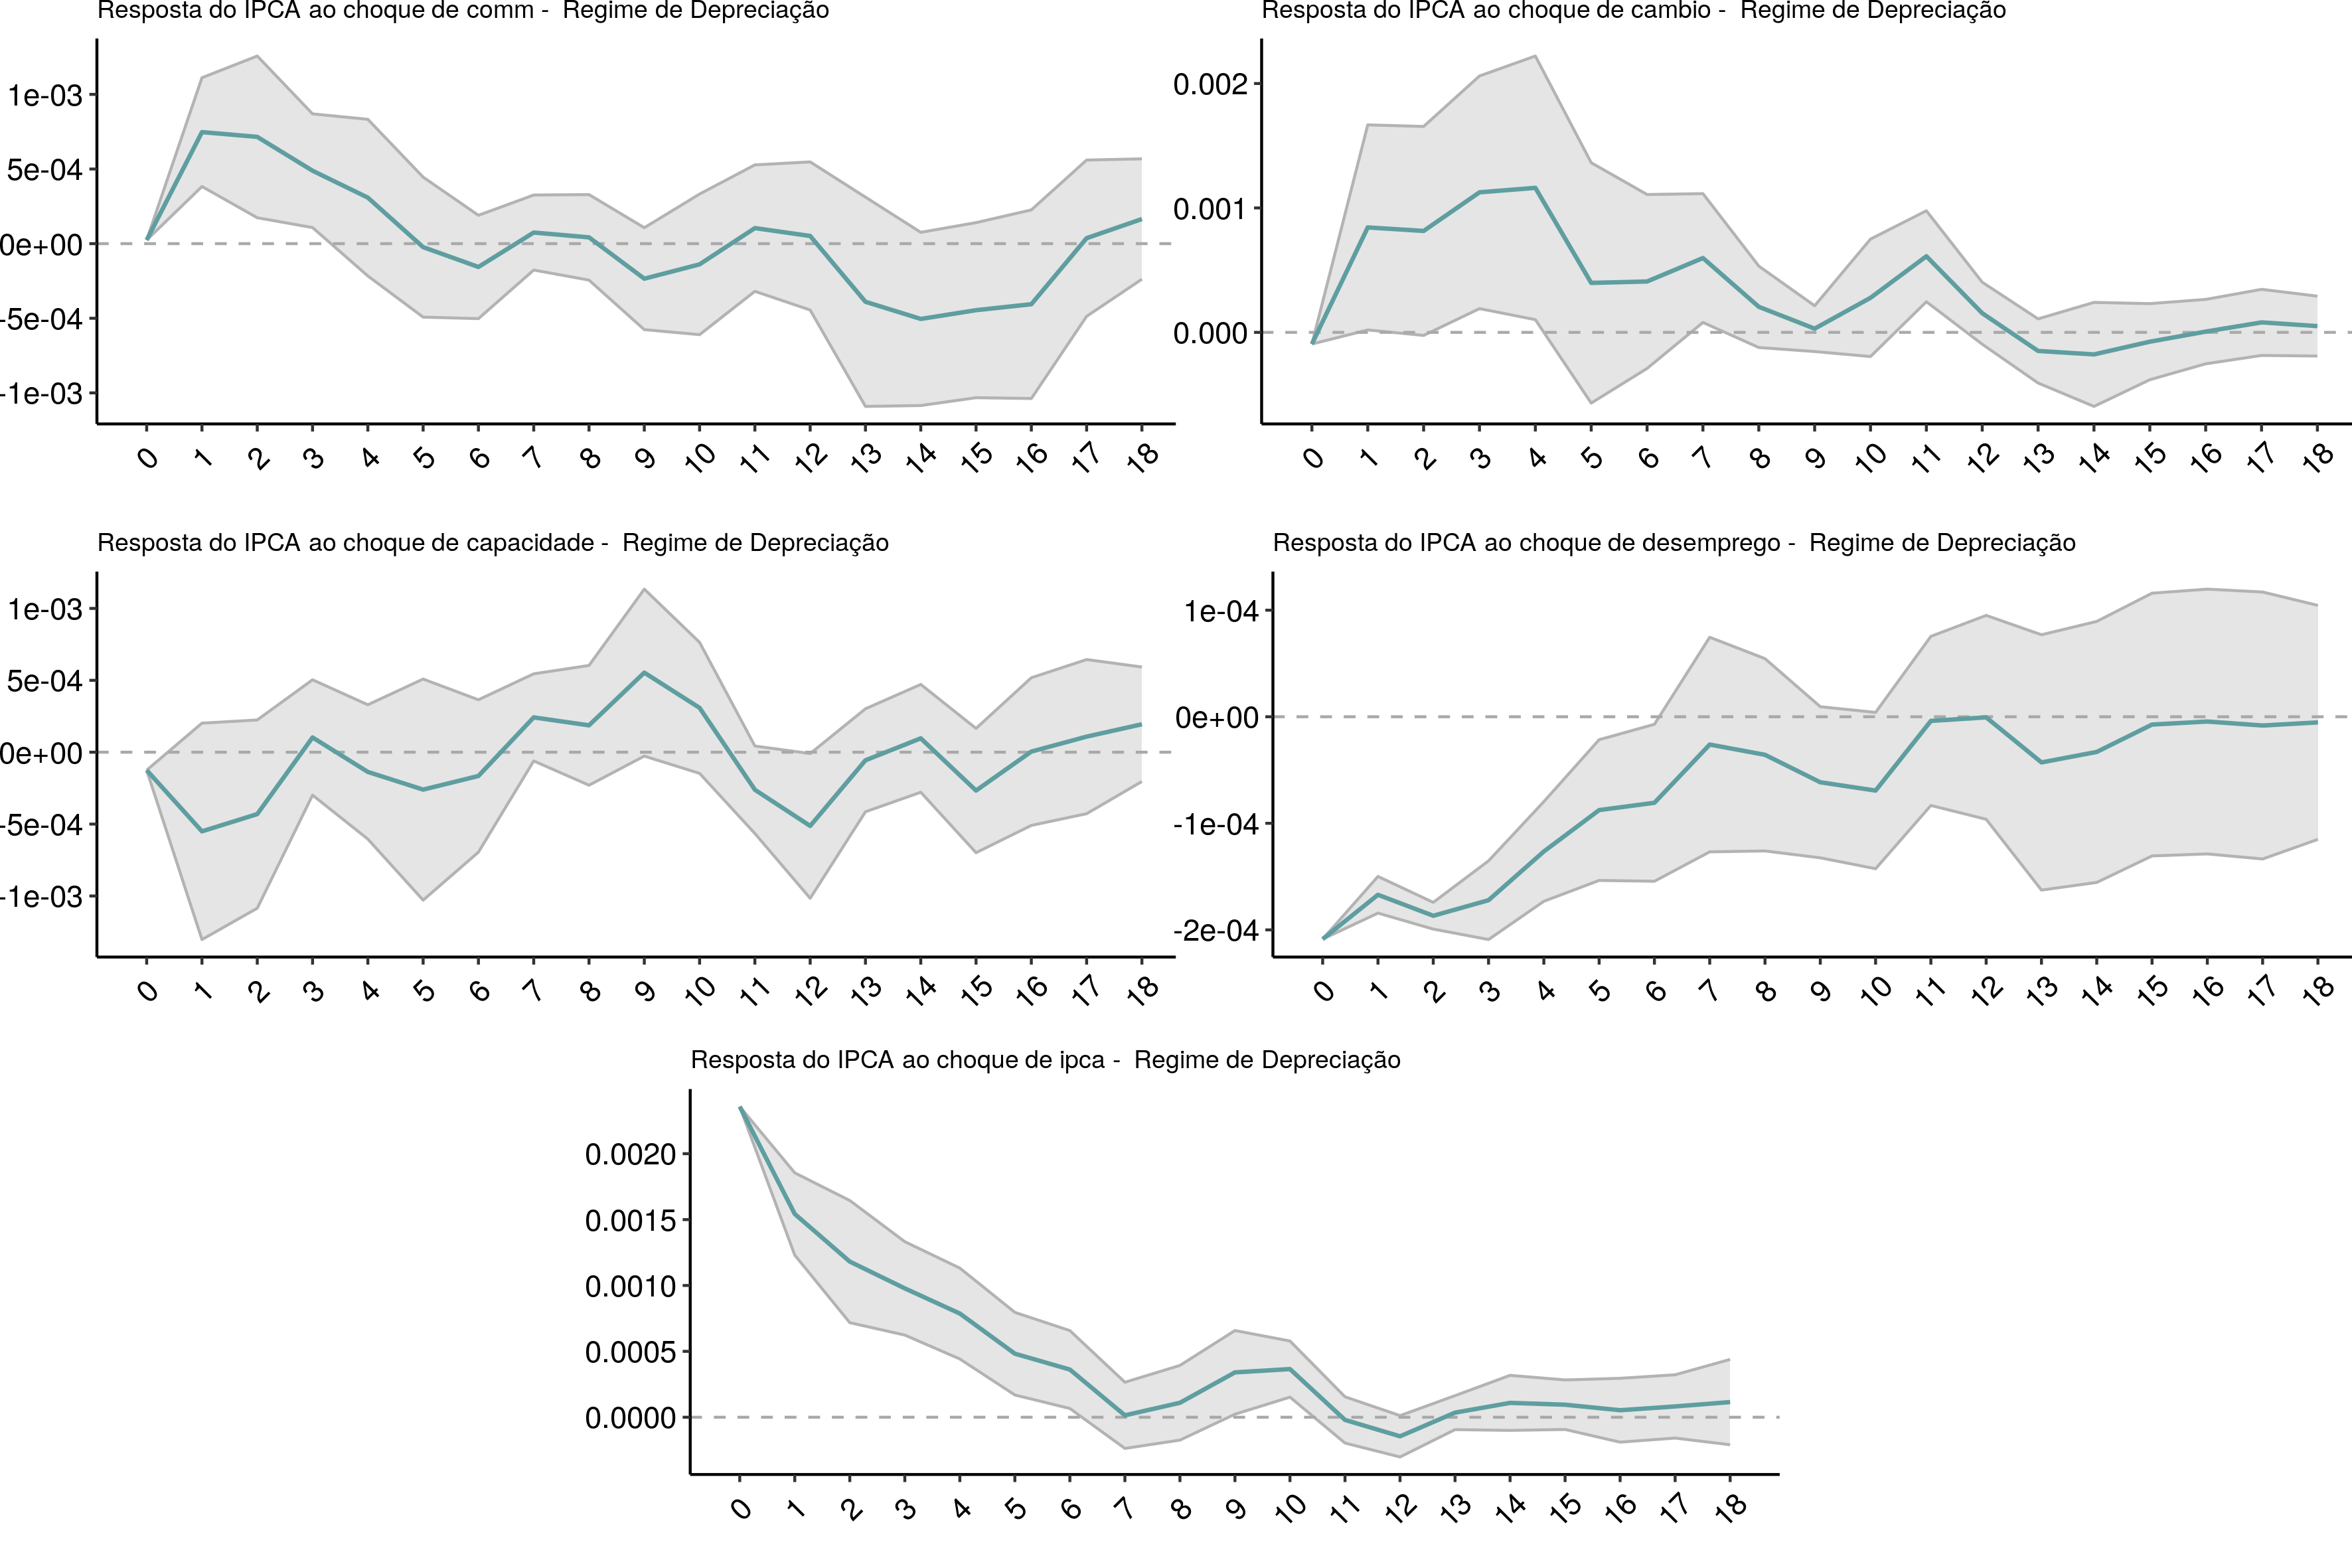 Resposta do IPCA ao choque de comm -  Regime de Depreciação
1e-03
5e-04
0e+00
-5e-04
-1e-03
0 1 2 3 4 5 6 7 8 9 10 11 12 13 14 15 16 17 18
Resposta do IPCA ao choque de cambio -  Regime de Depreciação
0.002
0.001
0.000
0 1 2 3 4 5 6 7 8 9 10 11 12 13 14 15 16 17 18
Resposta do IPCA ao choque de capacidade -  Regime de Depreciação
1e-03
5e-04
0e+00
-5e-04
-1e-03
0 1 2 3 4 5 6 7 8 9 10 11 12 13 14 15 16 17 18
Resposta do IPCA ao choque de desemprego -  Regime de Depreciação
1e-04
0e+00
-1e-04
-2e-04
0 1 2 3 4 5 6 7 8 9 10 11 12 13 14 15 16 17 18
Resposta do IPCA ao choque de ipca -  Regime de Depreciação
0.0020
0.0015
0.0010
0.0005
0.0000
0 1 2 3 4 5 6 7 8 9 10 11 12 13 14 15 16 17 18